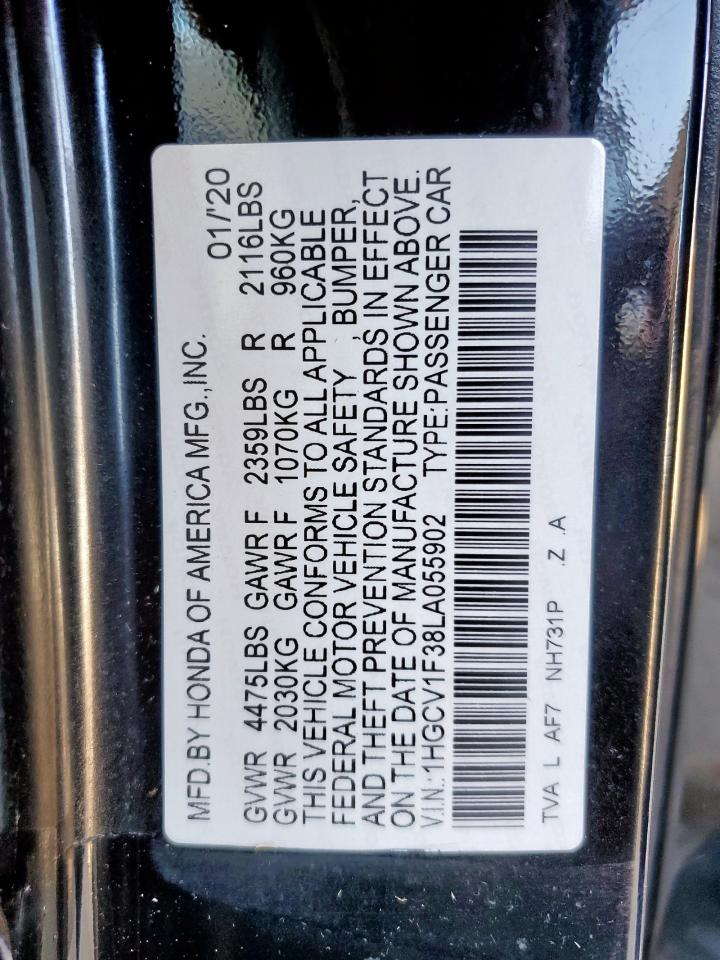 MFD.BY HONDA OF AMERICA MFG.,INC. 01/'20
GVWR 4475LBS GAWR F 2359LBS R 2116LBS
GVWR 2030KG GAWR F 1070KG R 960KG
THIS VEHICLE CONFORMS TO ALL APPLICABLE
FEDERAL MOTOR VEHICLE SAFETY , BUMPER,
AND THEFT PREVENTION STANDARDS IN EFFECT
ON THE DATE OF MANUFACTURE SHOWN ABOVE.
V.I.N.:1HGCV1F38LA055902 TYPE:PASSENGER CAR
TVA L AF7 NH731P .Z .A